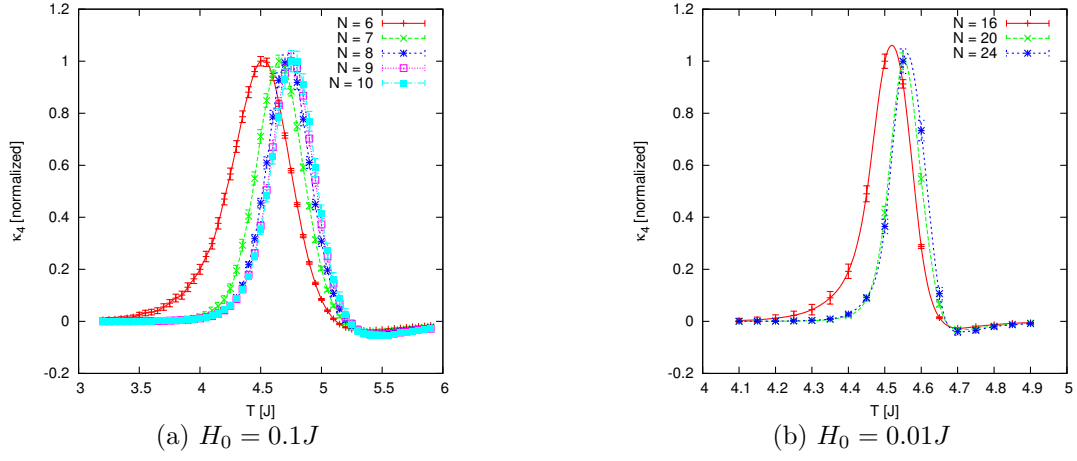 κ4 [normalized]
1.2
1
0.8
0.6
0.4
0.2
0
-0.2
N = 6
N = 7
N = 8
N = 9
N = 10
3 3.5 4 4.5 5 5.5 6
T [J]
(a) H0 = 0.1J
κ4 [normalized]
1.2
1
0.8
0.6
0.4
0.2
0
-0.2
N = 16
N = 20
N = 24
4 4.1 4.2 4.3 4.4 4.5 4.6 4.7 4.8 4.9 5
T [J]
(b) H0 = 0.01J